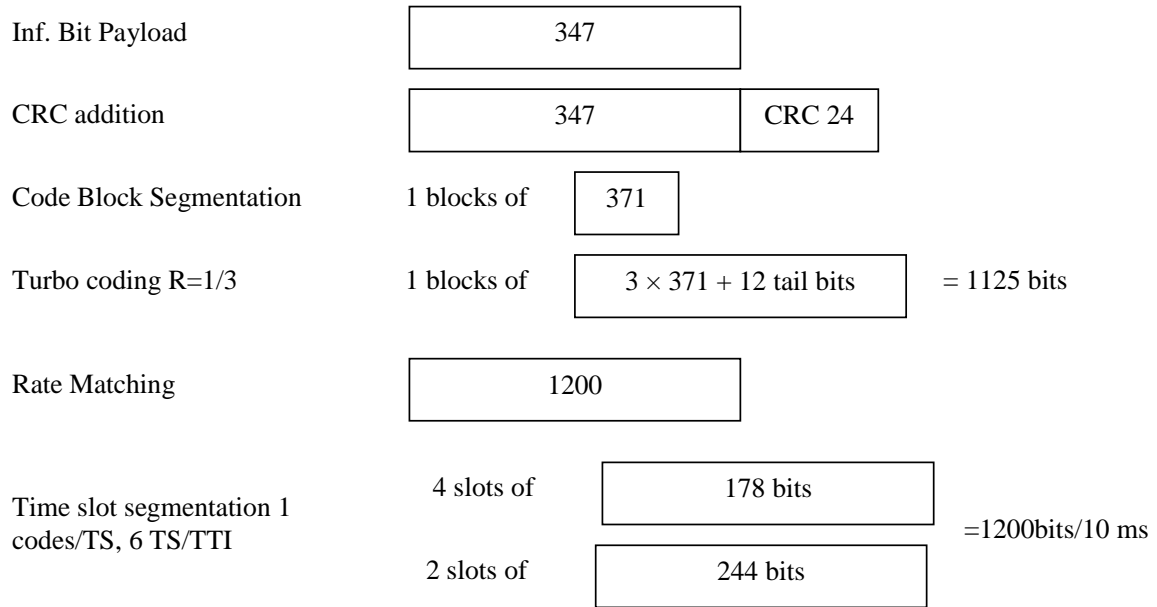 Inf. Bit Payload
347
CRC addition
347
CRC 24
Code Block Segmentation
1 blocks of
371
Turbo coding R=1/3
1 blocks of
3 × 371 + 12 tail bits
= 1125 bits
Rate Matching
1200
Time slot segmentation 1
codes/TS, 6 TS/TTI
4 slots of
178 bits
2 slots of
244 bits
=1200bits/10 ms